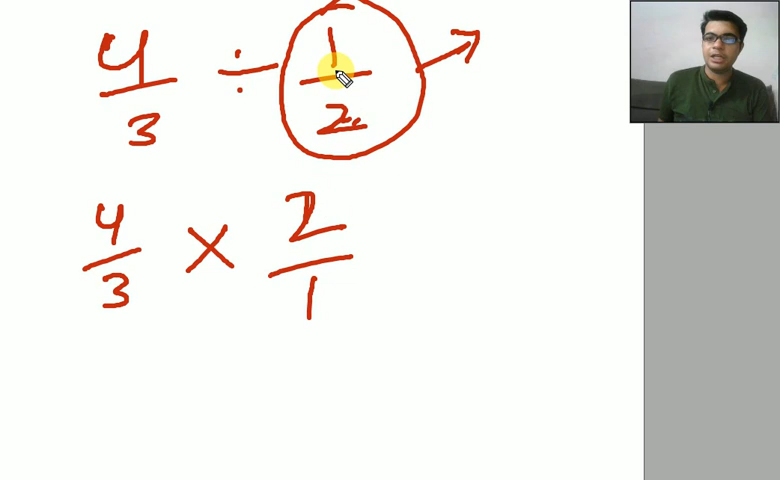 4/3 ÷ 1/2
4/3 × 2/1